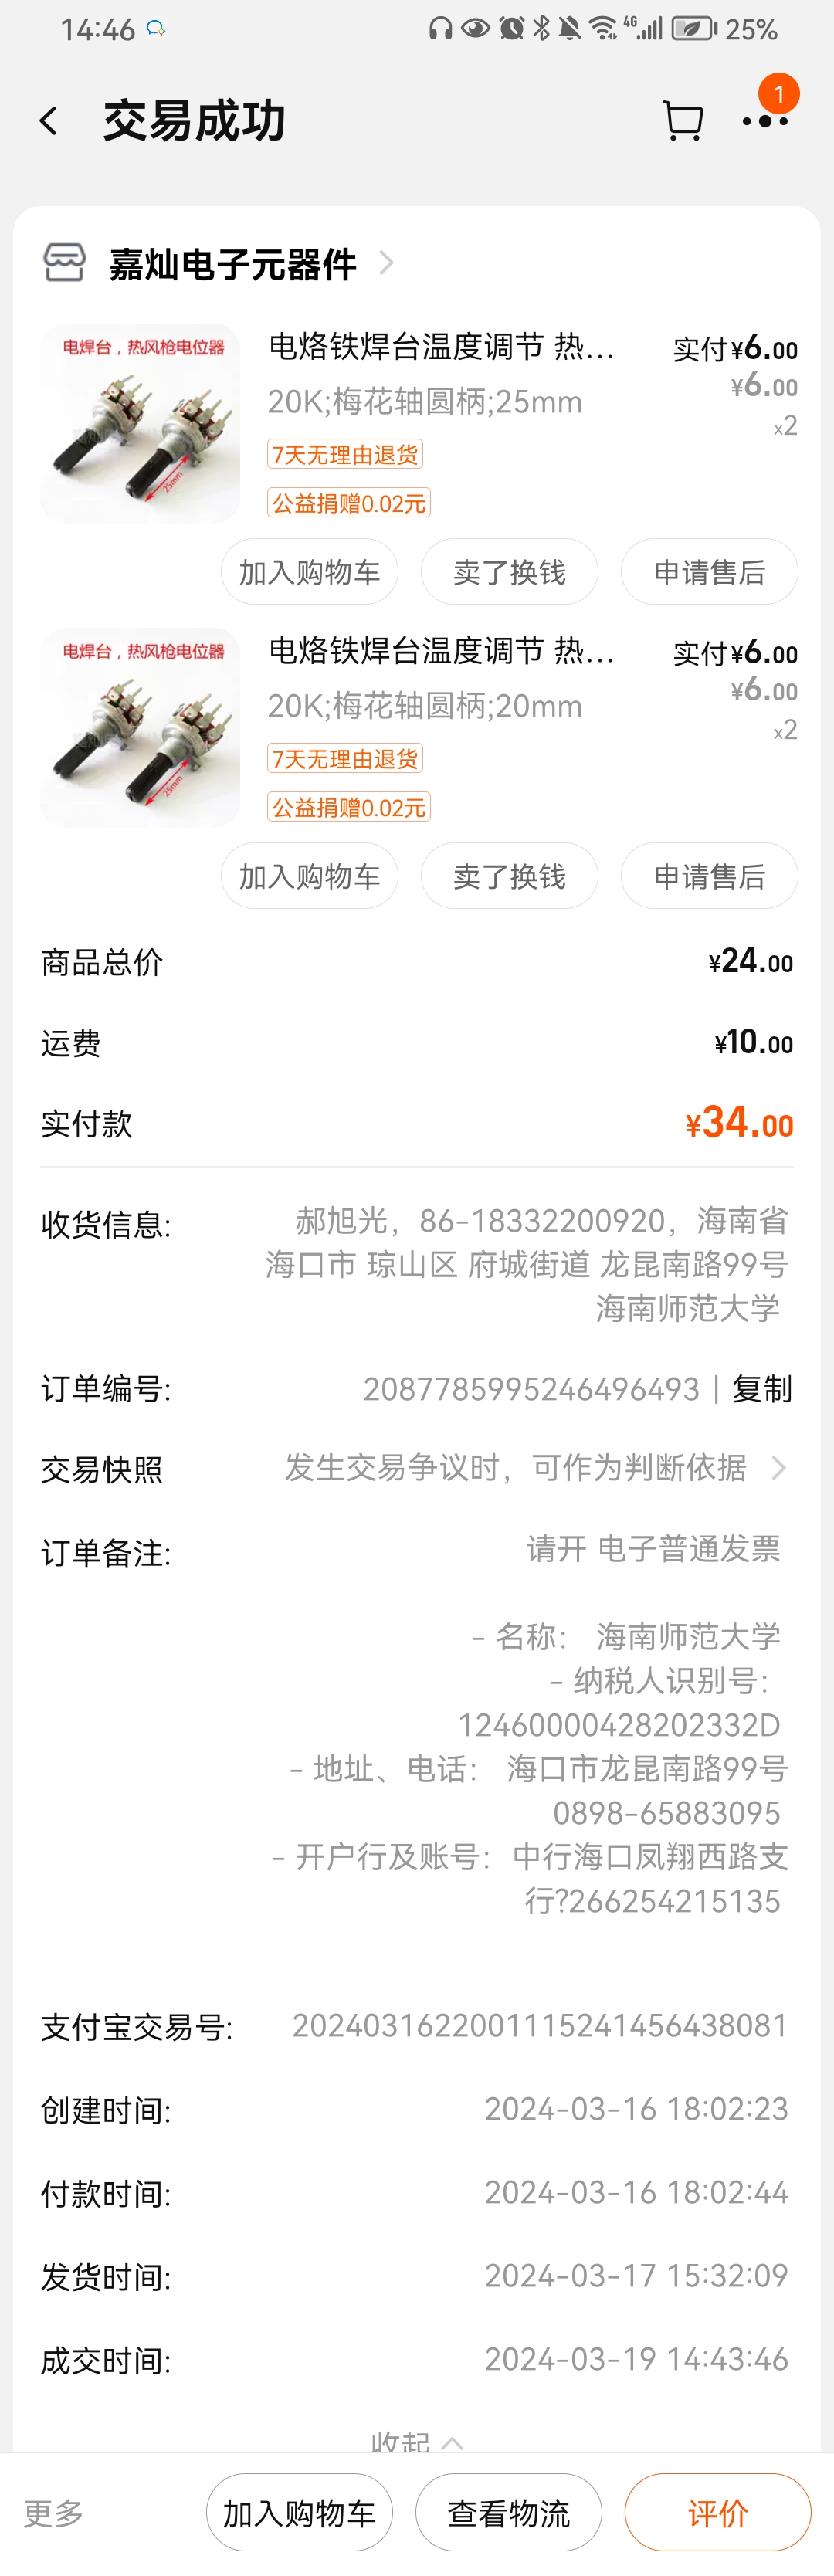 14:46
4G
25%
交易成功
1
嘉灿电子元器件
电焊台，热风枪电位器
25mm
电烙铁焊台温度调节 热...
实付¥6.00
20K;梅花轴圆柄;25mm
¥6.00
x2
7天无理由退货
公益捐赠0.02元
加入购物车
卖了换钱
申请售后
电焊台，热风枪电位器
25mm
电烙铁焊台温度调节 热...
实付¥6.00
20K;梅花轴圆柄;20mm
¥6.00
x2
7天无理由退货
公益捐赠0.02元
加入购物车
卖了换钱
申请售后
商品总价 ¥24.00
运费 ¥10.00
实付款 ¥34.00
收货信息: 郝旭光，86-18332200920，海南省
海口市 琼山区 府城街道 龙昆南路99号
海南师范大学
订单编号: 2087785995246496493 | 复制
交易快照 发生交易争议时，可作为判断依据
订单备注: 请开 电子普通发票
- 名称： 海南师范大学
- 纳税人识别号：
12460000428202332D
- 地址、电话： 海口市龙昆南路99号
0898-65883095
- 开户行及账号：中行海口凤翔西路支
行?266254215135
支付宝交易号: 2024031622001115241456438081
创建时间: 2024-03-16 18:02:23
付款时间: 2024-03-16 18:02:44
发货时间: 2024-03-17 15:32:09
成交时间: 2024-03-19 14:43:46
收起
更多
加入购物车
查看物流
评价